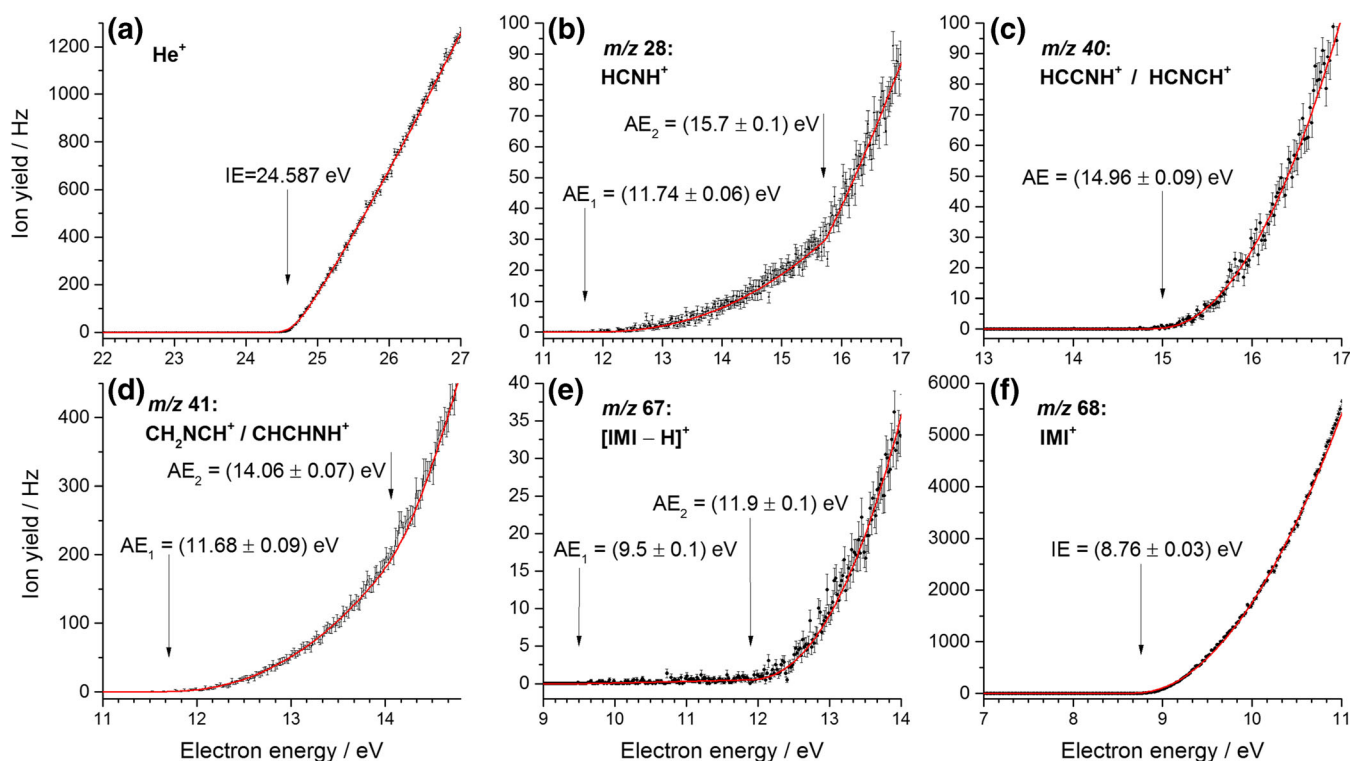 (a)
He⁺
IE=24.587 eV
Ion yield / Hz
1200
1000
800
600
400
200
0
22 23 24 25 26 27
(b)
m/z 28:
HCNH⁺
AE₂ = (15.7 ± 0.1) eV
AE₁ = (11.74 ± 0.06) eV
100
90
80
70
60
50
40
30
20
10
0
11 12 13 14 15 16 17
(c)
m/z 40:
HCCNH⁺ / HCNCH⁺
AE = (14.96 ± 0.09) eV
100
90
80
70
60
50
40
30
20
10
0
13 14 15 16 17
(d)
m/z 41:
CH₂NCH⁺ / CHCHNH⁺
AE₂ = (14.06 ± 0.07) eV
AE₁ = (11.68 ± 0.09) eV
Ion yield / Hz
400
300
200
100
0
11 12 13 14
Electron energy / eV
(e)
m/z 67:
[IMI – H]⁺
AE₂ = (11.9 ± 0.1) eV
AE₁ = (9.5 ± 0.1) eV
40
35
30
25
20
15
10
5
0
9 10 11 12 13 14
Electron energy / eV
(f)
m/z 68:
IMI⁺
IE = (8.76 ± 0.03) eV
6000
5000
4000
3000
2000
1000
0
7 8 9 10 11
Electron energy / eV